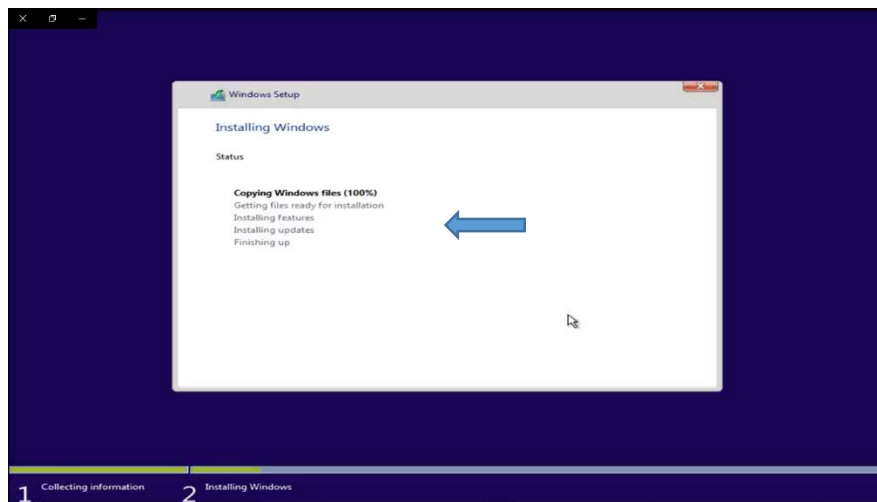 Windows Setup
Installing Windows
Status
Copying Windows files (100%)
Getting files ready for installation
Installing features
Installing updates
Finishing up
1 Collecting information
2 Installing Windows